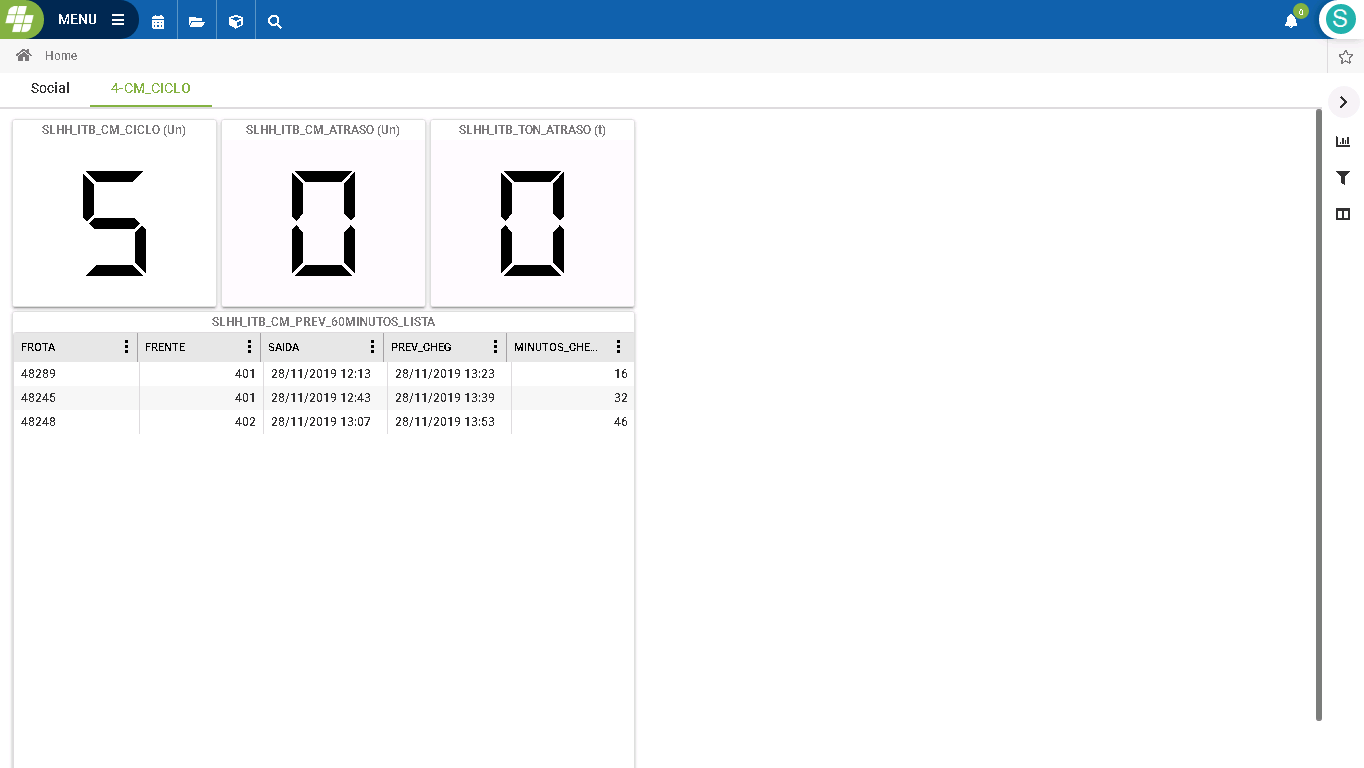 MENU
0
S
Home
Social 4-CM_CICLO
SLHH_ITB_CM_CICLO (Un) SLHH_ITB_CM_ATRASO (Un) SLHH_ITB_TON_ATRASO (t)
5 0 0
SLHH_ITB_CM_PREV_60MINUTOS_LISTA
FROTA FRENTE SAIDA PREV_CHEG MINUTOS_CHE...
48289 401 28/11/2019 12:13 28/11/2019 13:23 16
48245 401 28/11/2019 12:43 28/11/2019 13:39 32
48248 402 28/11/2019 13:07 28/11/2019 13:53 46